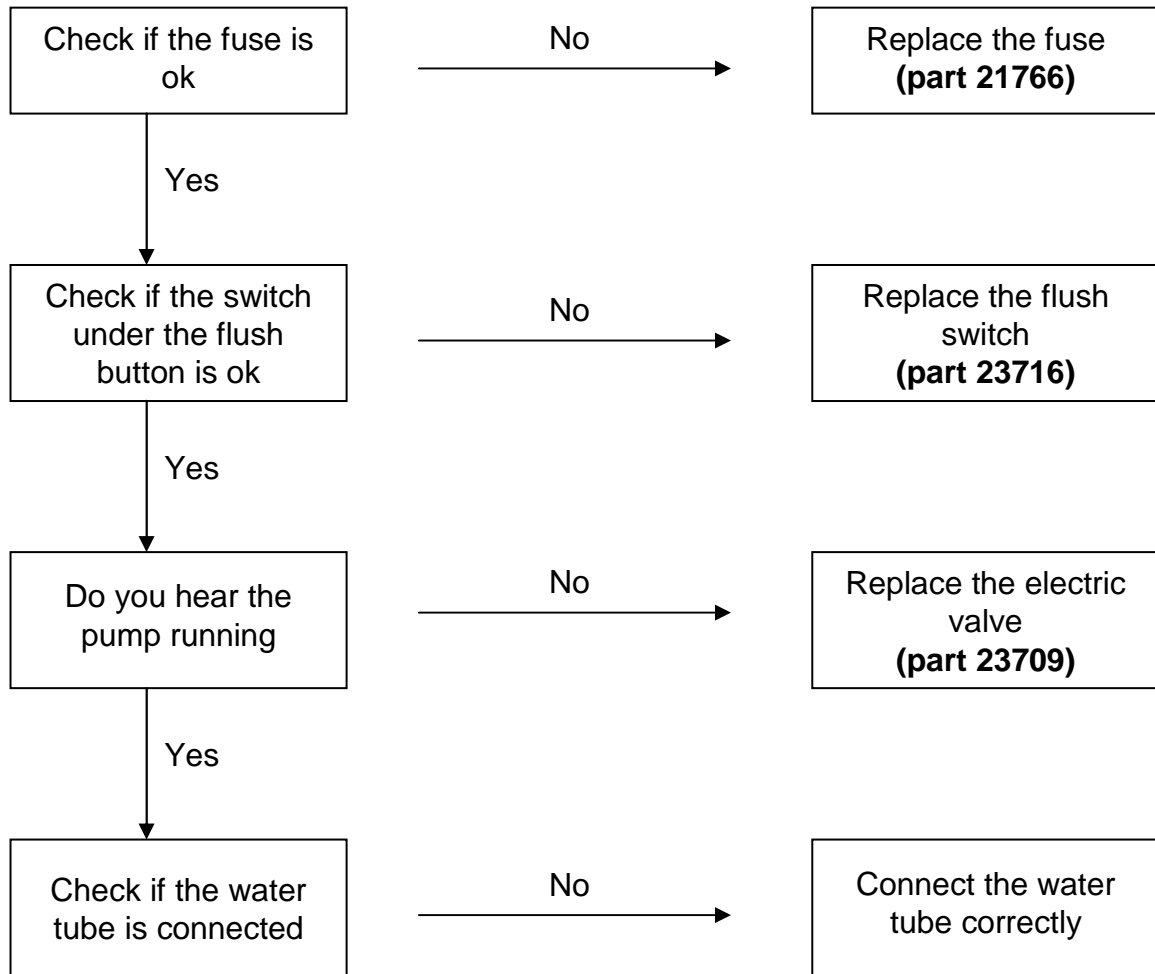 Check if the fuse is
ok
No
Replace the fuse
(part 21766)
Yes
Check if the switch
under the flush
button is ok
No
Replace the flush
switch
(part 23716)
Yes
Do you hear the
pump running
No
Replace the electric
valve
(part 23709)
Yes
Check if the water
tube is connected
No
Connect the water
tube correctly